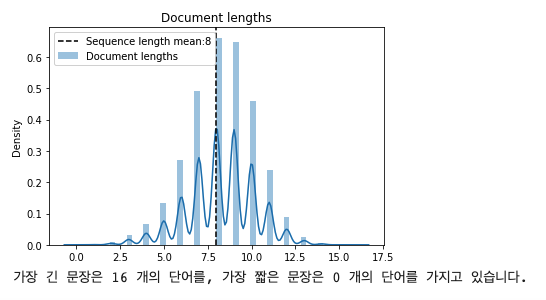 Document lengths
Sequence length mean:8
Document lengths
Density
0.6
0.5
0.4
0.3
0.2
0.1
0.0
0.0 2.5 5.0 7.5 10.0 12.5 15.0 17.5
가장 긴 문장은 16 개의 단어를, 가장 짧은 문장은 0 개의 단어를 가지고 있습니다.